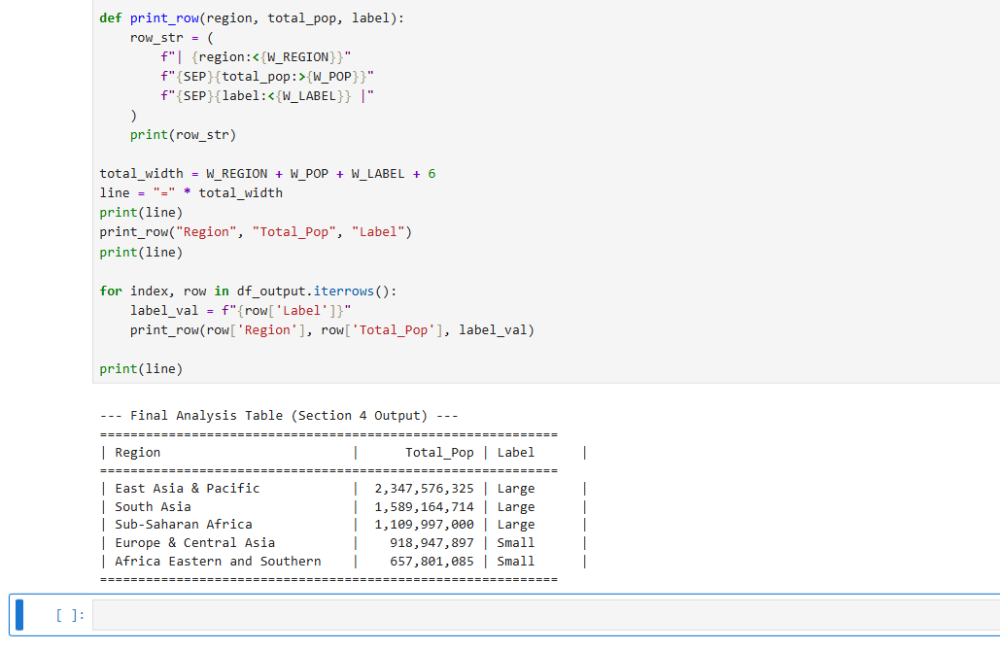 def print_row(region, total_pop, label):
    row_str = (
        f"| {region:<{W_REGION}}"
        f"{SEP}{total_pop:>{W_POP}}"
        f"{SEP}{label:<{W_LABEL}} |"
    )
    print(row_str)

total_width = W_REGION + W_POP + W_LABEL + 6
line = "=" * total_width
print(line)
print_row("Region", "Total_Pop", "Label")
print(line)

for index, row in df_output.iterrows():
    label_val = f"{row['Label']}"
    print_row(row['Region'], row['Total_Pop'], label_val)

print(line)

--- Final Analysis Table (Section 4 Output) ---
============================================================
| Region                         |      Total_Pop | Label      |
============================================================
| East Asia & Pacific            |  2,347,576,325 | Large      |
| South Asia                     |  1,589,164,714 | Large      |
| Sub-Saharan Africa             |  1,109,997,000 | Large      |
| Europe & Central Asia          |    918,947,897 | Small      |
| Africa Eastern and Southern    |    657,801,085 | Small      |
============================================================
[ ]: